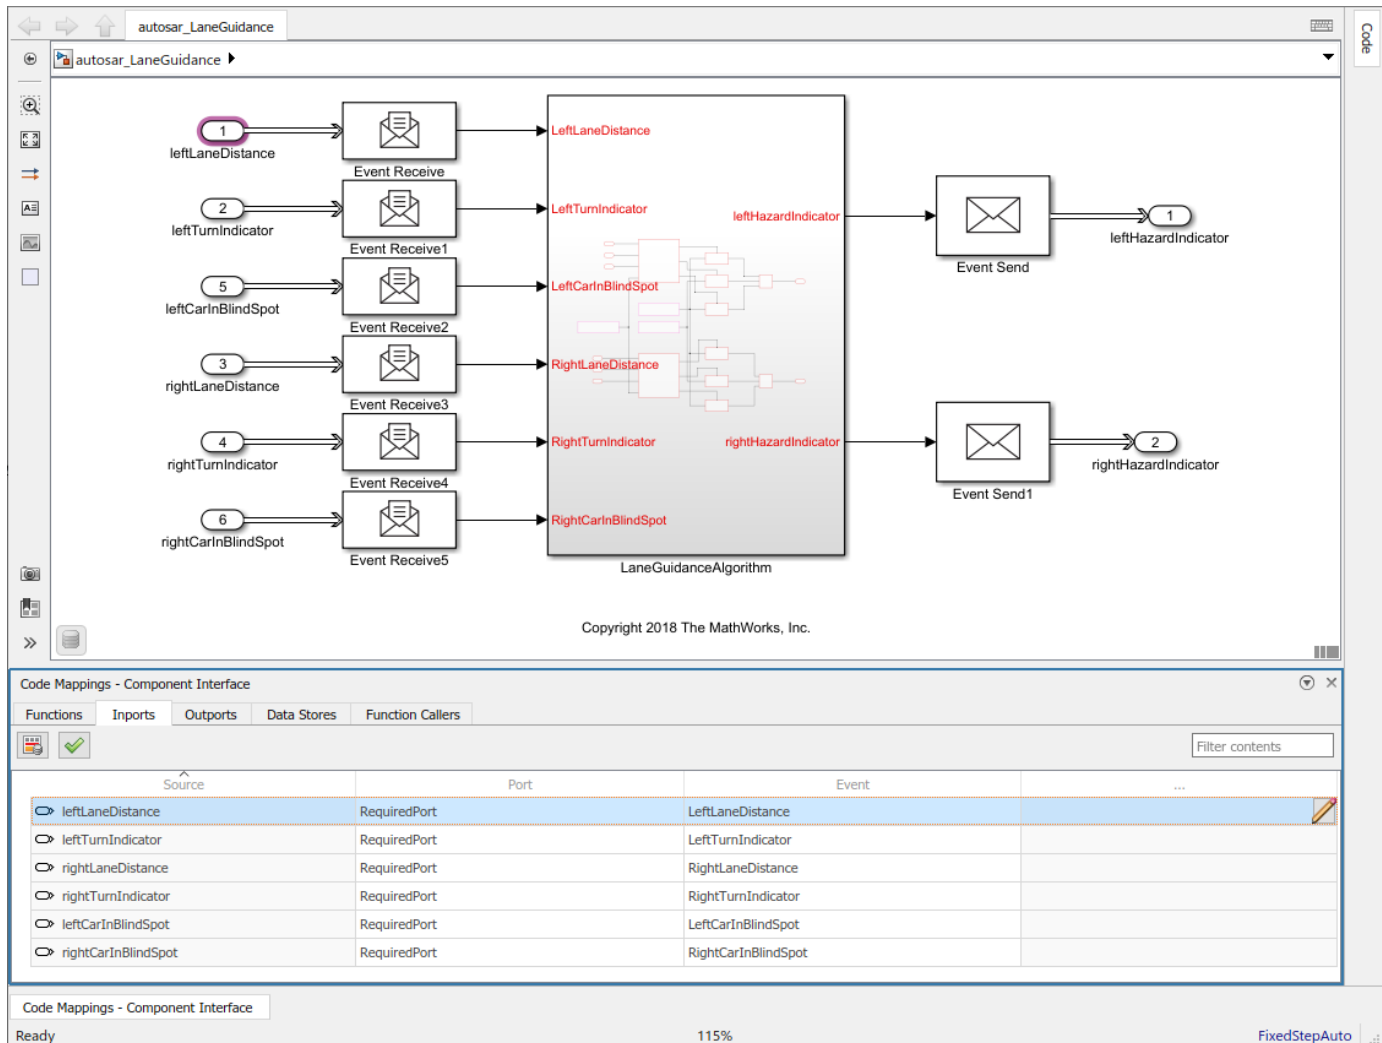 autosar_LaneGuidance
Code
autosar_LaneGuidance
1
leftLaneDistance
Event Receive
LeftLaneDistance
2
leftTurnIndicator
Event Receive1
LeftTurnIndicator
5
leftCarInBlindSpot
Event Receive2
LeftCarInBlindSpot
3
rightLaneDistance
Event Receive3
RightLaneDistance
4
rightTurnIndicator
Event Receive4
RightTurnIndicator
6
rightCarInBlindSpot
Event Receive5
RightCarInBlindSpot
leftHazardIndicator
rightHazardIndicator
LaneGuidanceAlgorithm
Event Send
1
leftHazardIndicator
Event Send1
2
rightHazardIndicator
Copyright 2018 The MathWorks, Inc.
Code Mappings - Component Interface
Functions Inports Outports Data Stores Function Callers
Filter contents
Source Port Event ...
leftLaneDistance RequiredPort LeftLaneDistance
leftTurnIndicator RequiredPort LeftTurnIndicator
rightLaneDistance RequiredPort RightLaneDistance
rightTurnIndicator RequiredPort RightTurnIndicator
leftCarInBlindSpot RequiredPort LeftCarInBlindSpot
rightCarInBlindSpot RequiredPort RightCarInBlindSpot
Code Mappings - Component Interface
Ready 115% FixedStepAuto